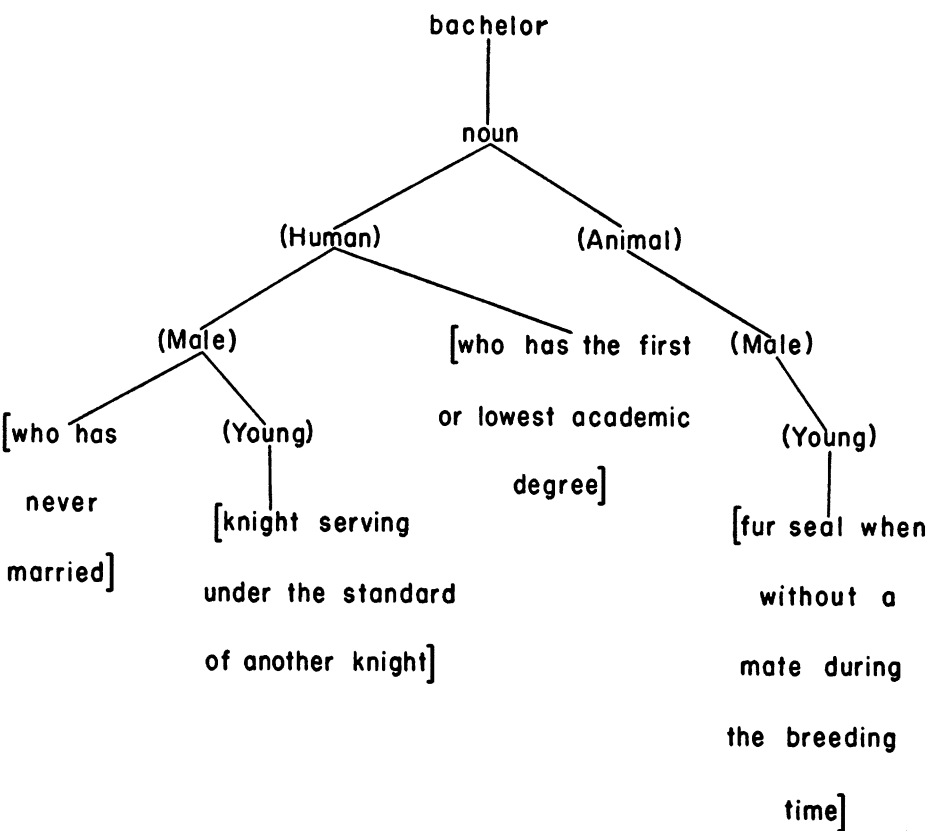 bachelor
noun
(Human)
(Animal)
(Male)
[who has the first
or lowest academic
degree]
(Male)
[who has
never
married]
(Young)
[knight serving
under the standard
of another knight]
(Young)
[fur seal when
without a
mate during
the breeding
time]